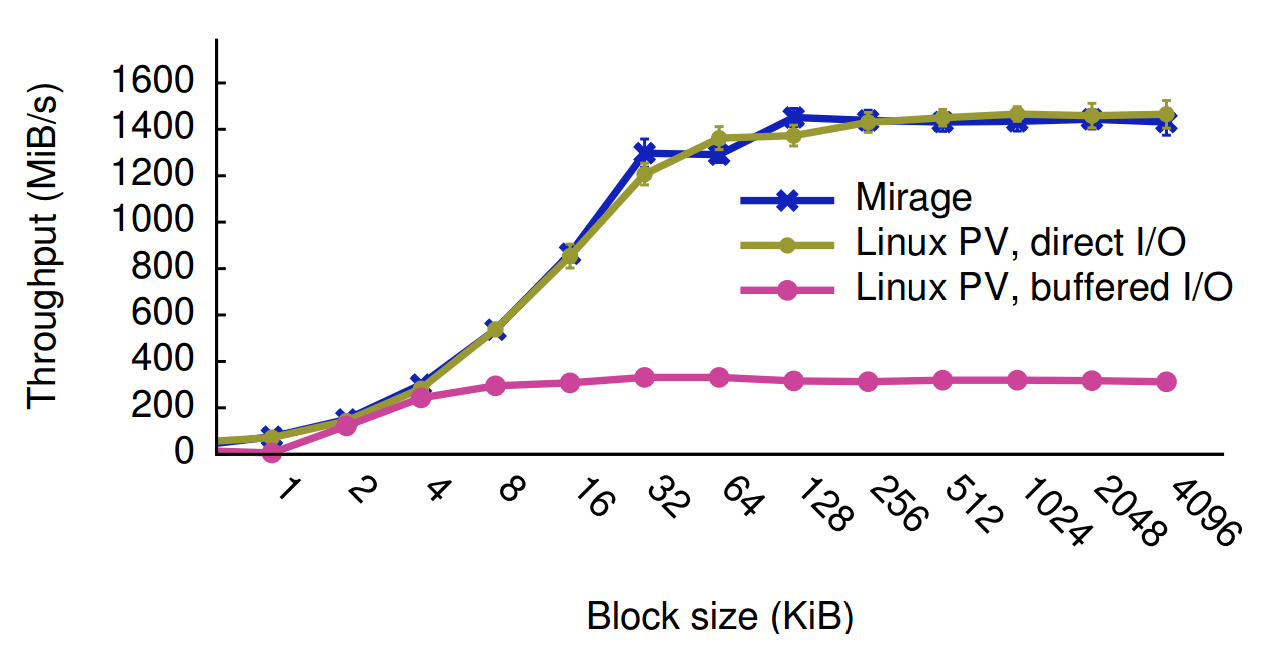 Throughput (MiB/s)
1600
1400
1200
1000
800
600
400
200
0
Mirage
Linux PV, direct I/O
Linux PV, buffered I/O
1 2 4 8 16 32 64 128 256 512 1024 2048 4096
Block size (KiB)